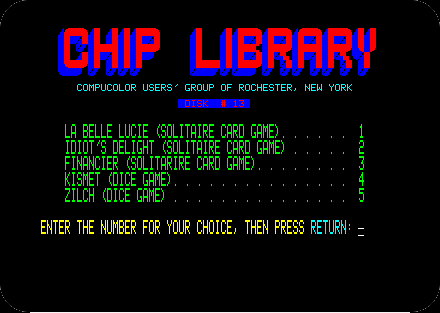 CHIP LIBRARY
COMPUCOLOR USERS' GROUP OF ROCHESTER, NEW YORK
DISK # 13
LA BELLE LUCIE (SOLITAIRE CARD GAME). . . . . . . 1
IDIOT'S DELIGHT (SOLITAIRE CARD GAME) . . . . . . 2
FINANCIER (SOLITARIRE CARD GAME). . . . . . . . . 3
KISMET (DICE GAME). . . . . . . . . . . . . . . . 4
ZILCH (DICE GAME) . . . . . . . . . . . . . . . . 5
ENTER THE NUMBER FOR YOUR CHOICE, THEN PRESS RETURN: _